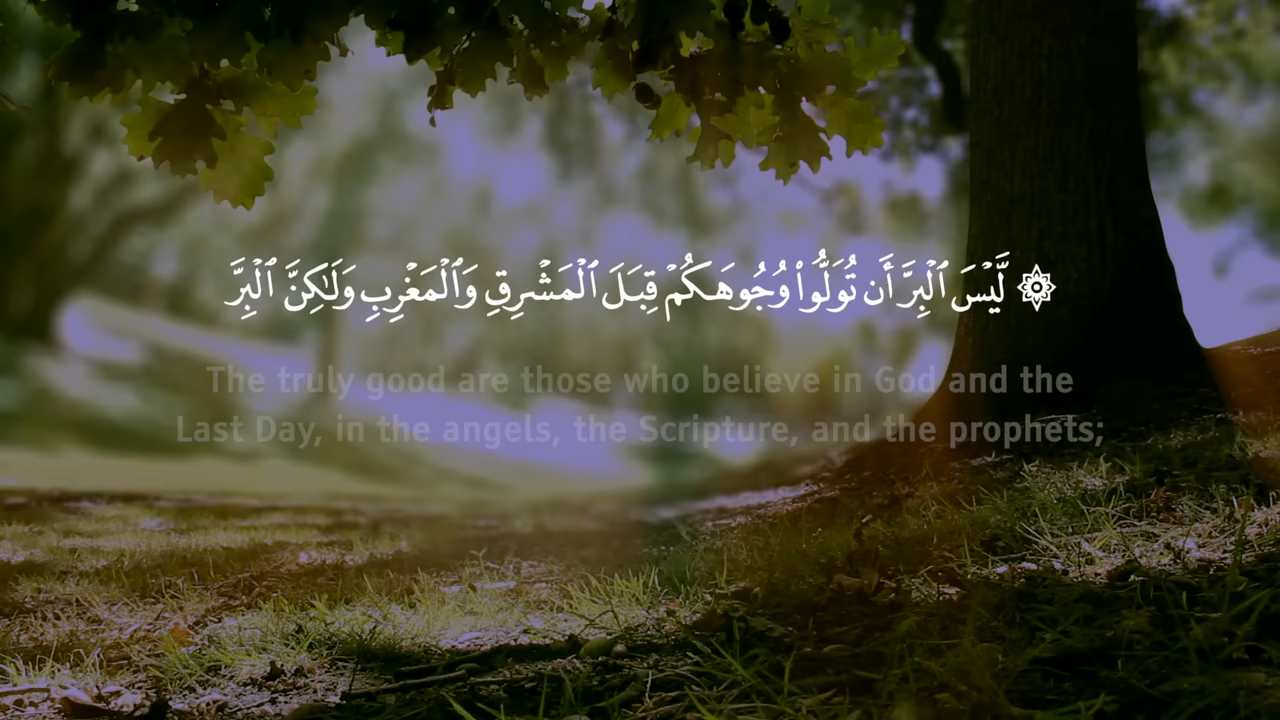 ۞ لَّيْسَ ٱلْبِرَّ أَن تُوَلُّوا۟ وُجُوهَكُمْ قِبَلَ ٱلْمَشْرِقِ وَٱلْمَغْرِبِ وَلَـٰكِنَّ ٱلْبِرَّ
The truly good are those who believe in God and the
Last Day, in the angels, the Scripture, and the prophets;